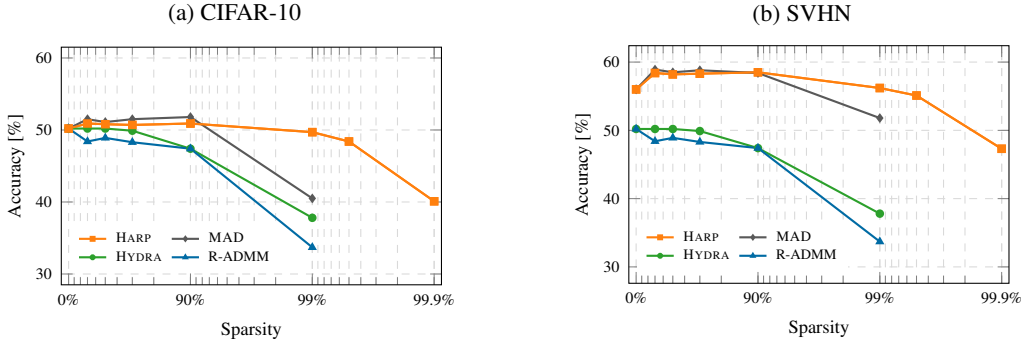 (a) CIFAR-10
60
50
40
30
Accuracy [%]
HARP
MAD
HYDRA
R-ADMM
0%
90%
99%
99.9%
Sparsity
(b) SVHN
60
50
40
30
Accuracy [%]
HARP
MAD
HYDRA
R-ADMM
0%
90%
99%
99.9%
Sparsity